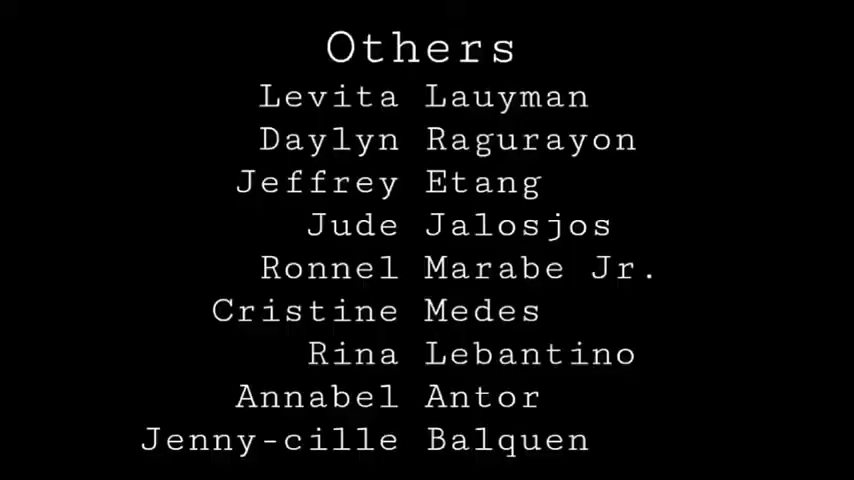 Others
Levita Lauyman
Daylyn Ragurayon
Jeffrey Etang
Jude Jalosjos
Ronnel Marabe Jr.
Cristine Medes
Rina Lebantino
Annabel Antor
Jenny-cille Balquen